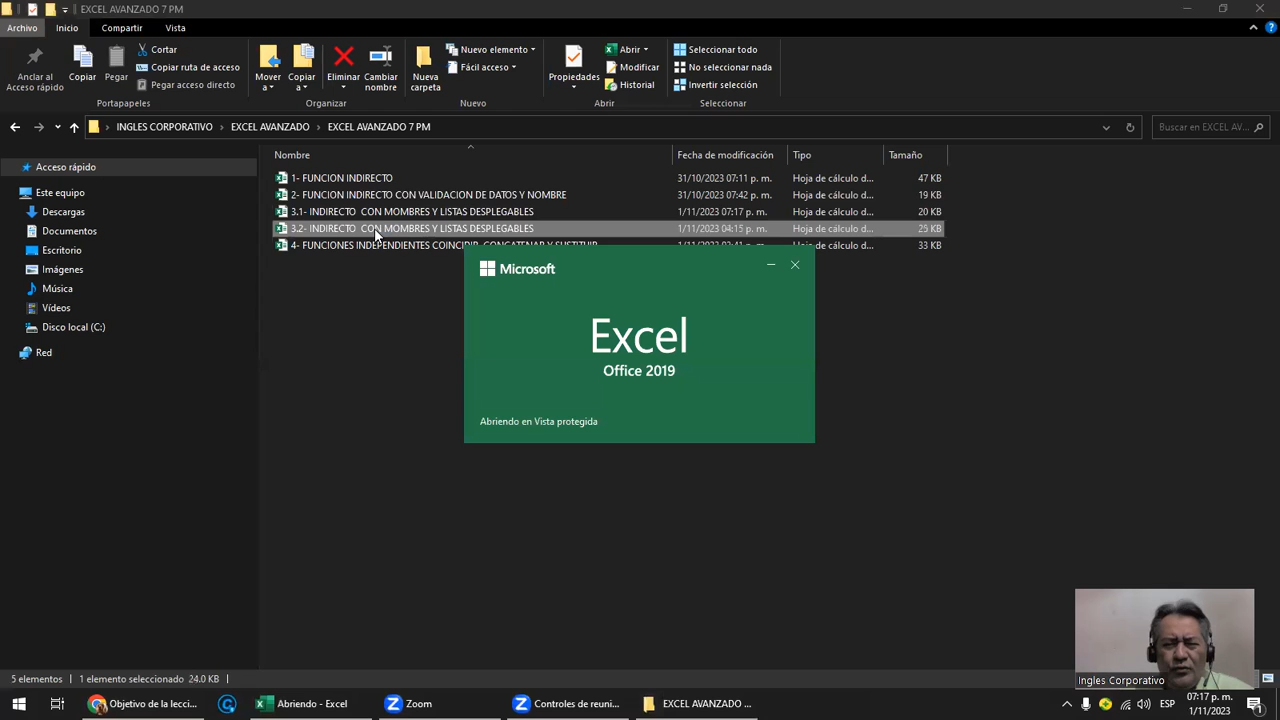 EXCEL AVANZADO 7 PM
Archivo
Inicio
Compartir
Vista
Anclar al
Acceso rápido
Copiar
Pegar
Cortar
Copiar ruta de acceso
Pegar acceso directo
Portapapeles
Mover
a
Copiar
a
Eliminar
Cambiar
nombre
Organizar
Nueva
carpeta
Nuevo elemento
Fácil acceso
Nuevo
Propiedades
Abrir
Modificar
Historial
Abrir
Seleccionar todo
No seleccionar nada
Invertir selección
Seleccionar
INGLES CORPORATIVO > EXCEL AVANZADO > EXCEL AVANZADO 7 PM
Buscar en EXCEL AV...
Acceso rápido
Este equipo
Descargas
Documentos
Escritorio
Imágenes
Música
Vídeos
Disco local (C:)
Red
Nombre Fecha de modificación Tipo Tamaño
1- FUNCION INDIRECTO 31/10/2023 07:11 p. m. Hoja de cálculo d... 47 KB
2- FUNCION INDIRECTO CON VALIDACION DE DATOS Y NOMBRE 31/10/2023 07:42 p. m. Hoja de cálculo d... 19 KB
3.1- INDIRECTO CON MOMBRES Y LISTAS DESPLEGABLES 1/11/2023 07:17 p. m. Hoja de cálculo d... 20 KB
3.2- INDIRECTO CON MOMBRES Y LISTAS DESPLEGABLES 1/11/2023 04:15 p. m. Hoja de cálculo d... 25 KB
4- FUNCIONES INDEPENDIENTES COINCIDIR, CONCATENAR Y SUSTITUIR 1/11/2023 03:41 p. m. Hoja de cálculo d... 33 KB
Microsoft
Excel
Office 2019
Abriendo en Vista protegida
Ingles Corporativo
5 elementos
1 elemento seleccionado 24.0 KB
Objetivo de la lecci...
Abriendo - Excel
Zoom
Controles de reuni...
EXCEL AVANZADO ...
ESP
07:17 p. m.
1/11/2023